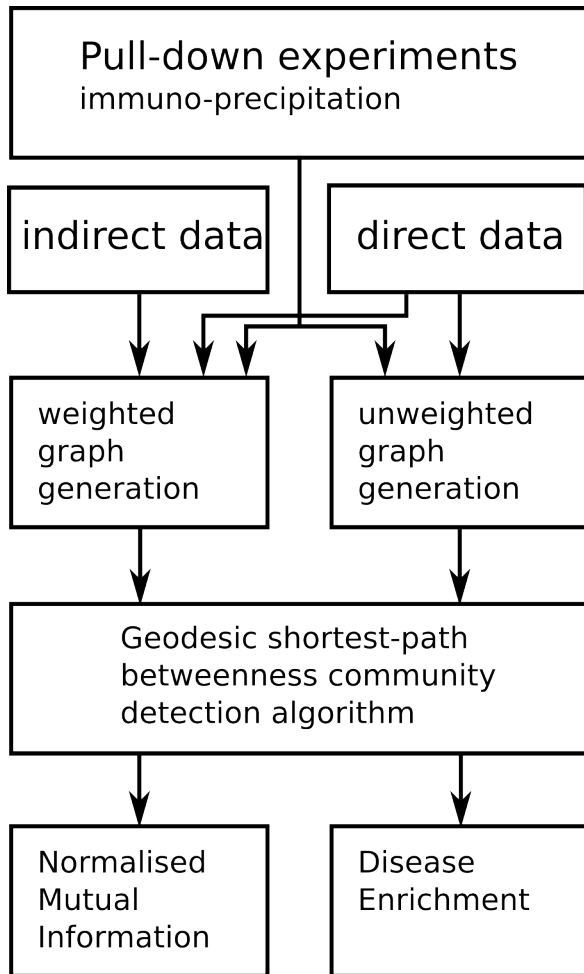 Pull-down experiments
immuno-precipitation
indirect data
direct data
weighted
graph
generation
unweighted
graph
generation
Geodesic shortest-path
betweenness community
detection algorithm
Normalised
Mutual
Information
Disease
Enrichment